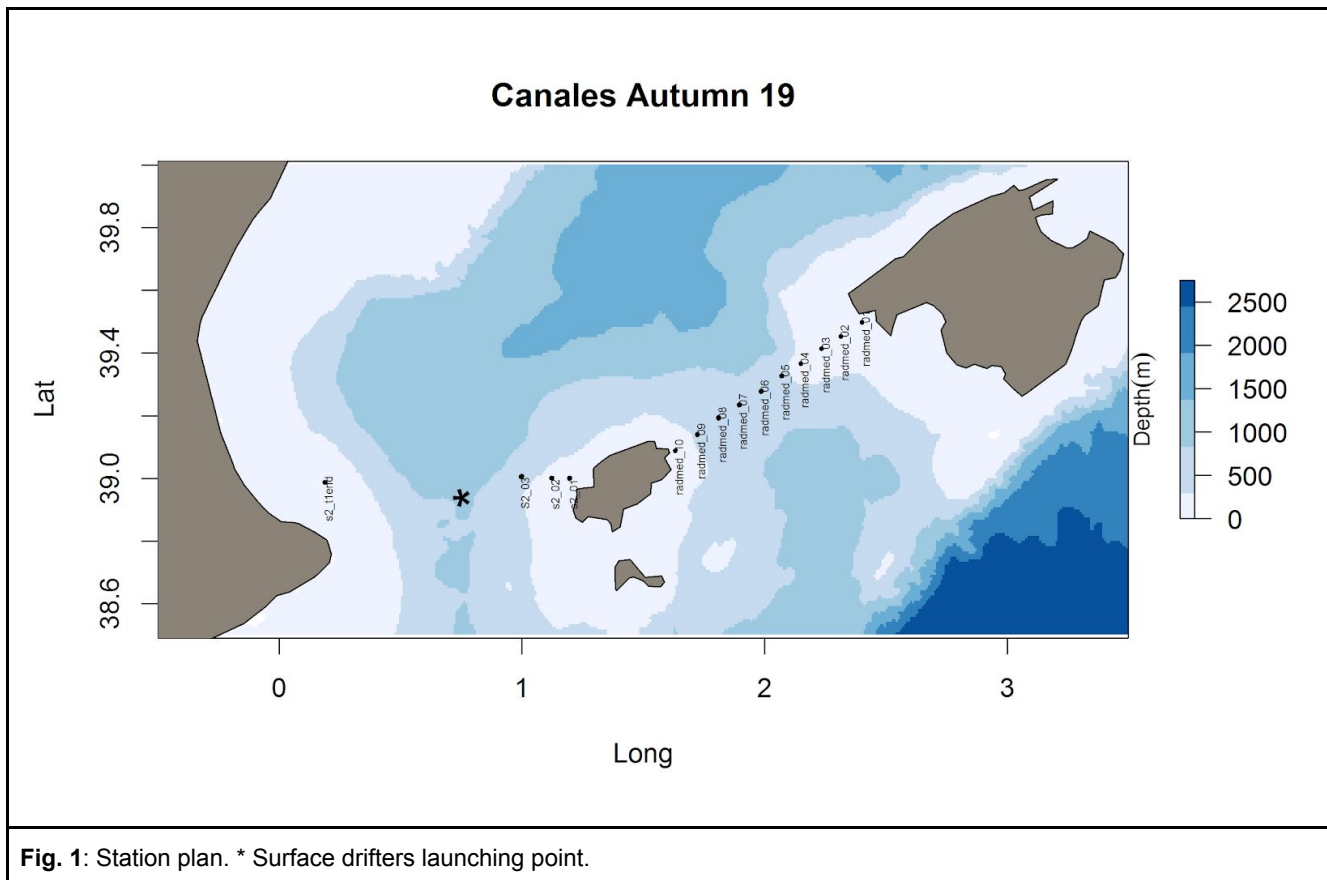 Canales Autumn 19
Lat
39.8
39.4
39.0
38.6
0
1
2
3
Long
s2_t1end
*
S2_03
s2_02
s2_01
radmed_10
radmed_09
radmed_08
radmed_07
radmed_06
radmed_05
radmed_04
radmed_03
radmed_02
Depth(m)
2500
2000
1500
1000
500
0
Fig. 1: Station plan. * Surface drifters launching point.